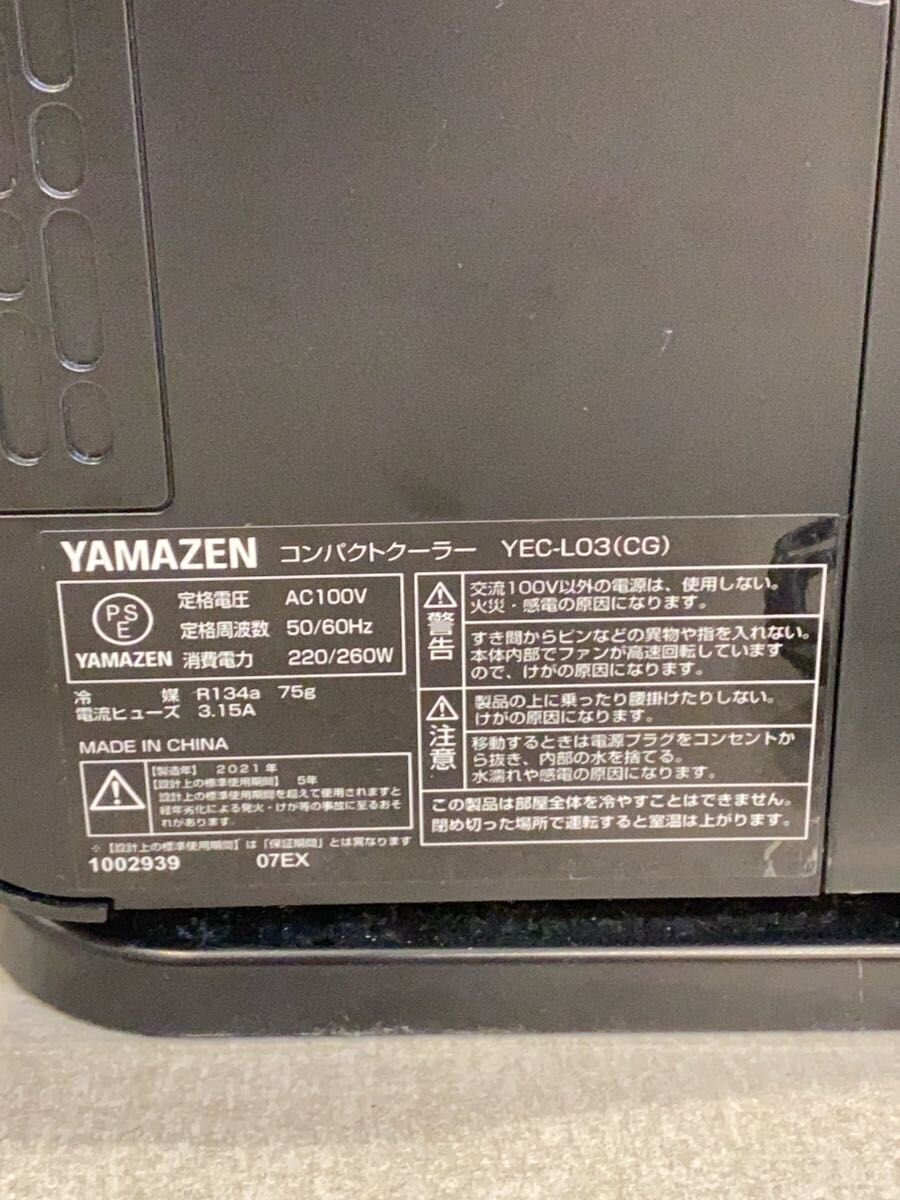 YAMAZEN コンパクトクーラー YEC-L03(CG)
PS
E
YAMAZEN
定格電圧 AC100V
定格周波数 50/60Hz
消費電力 220/260W
冷 媒 R134a 75g
電流ヒューズ 3.15A
MADE IN CHINA
【製造年】 2021年
【設計上の標準使用期間】 5年
設計上の標準使用期間を超えて使用されますと
経年劣化による発火・けが等の事故に至るおそ
れがあります。
※【設計上の標準使用期間】は「保証期間」とは異なります
1002939 07EX
警告
交流100V以外の電源は、使用しない。
火災・感電の原因になります。
すき間からピンなどの異物や指を入れない。
本体内部でファンが高速回転しています
ので、けがの原因になります。
注意
製品の上に乗ったり腰掛けたりしない。
けがの原因になります。
移動するときは電源プラグをコンセントか
ら抜き、内部の水を捨てる。
水濡れや感電の原因になります。
この製品は部屋全体を冷やすことはできません。
閉め切った場所で運転すると室温は上がります。